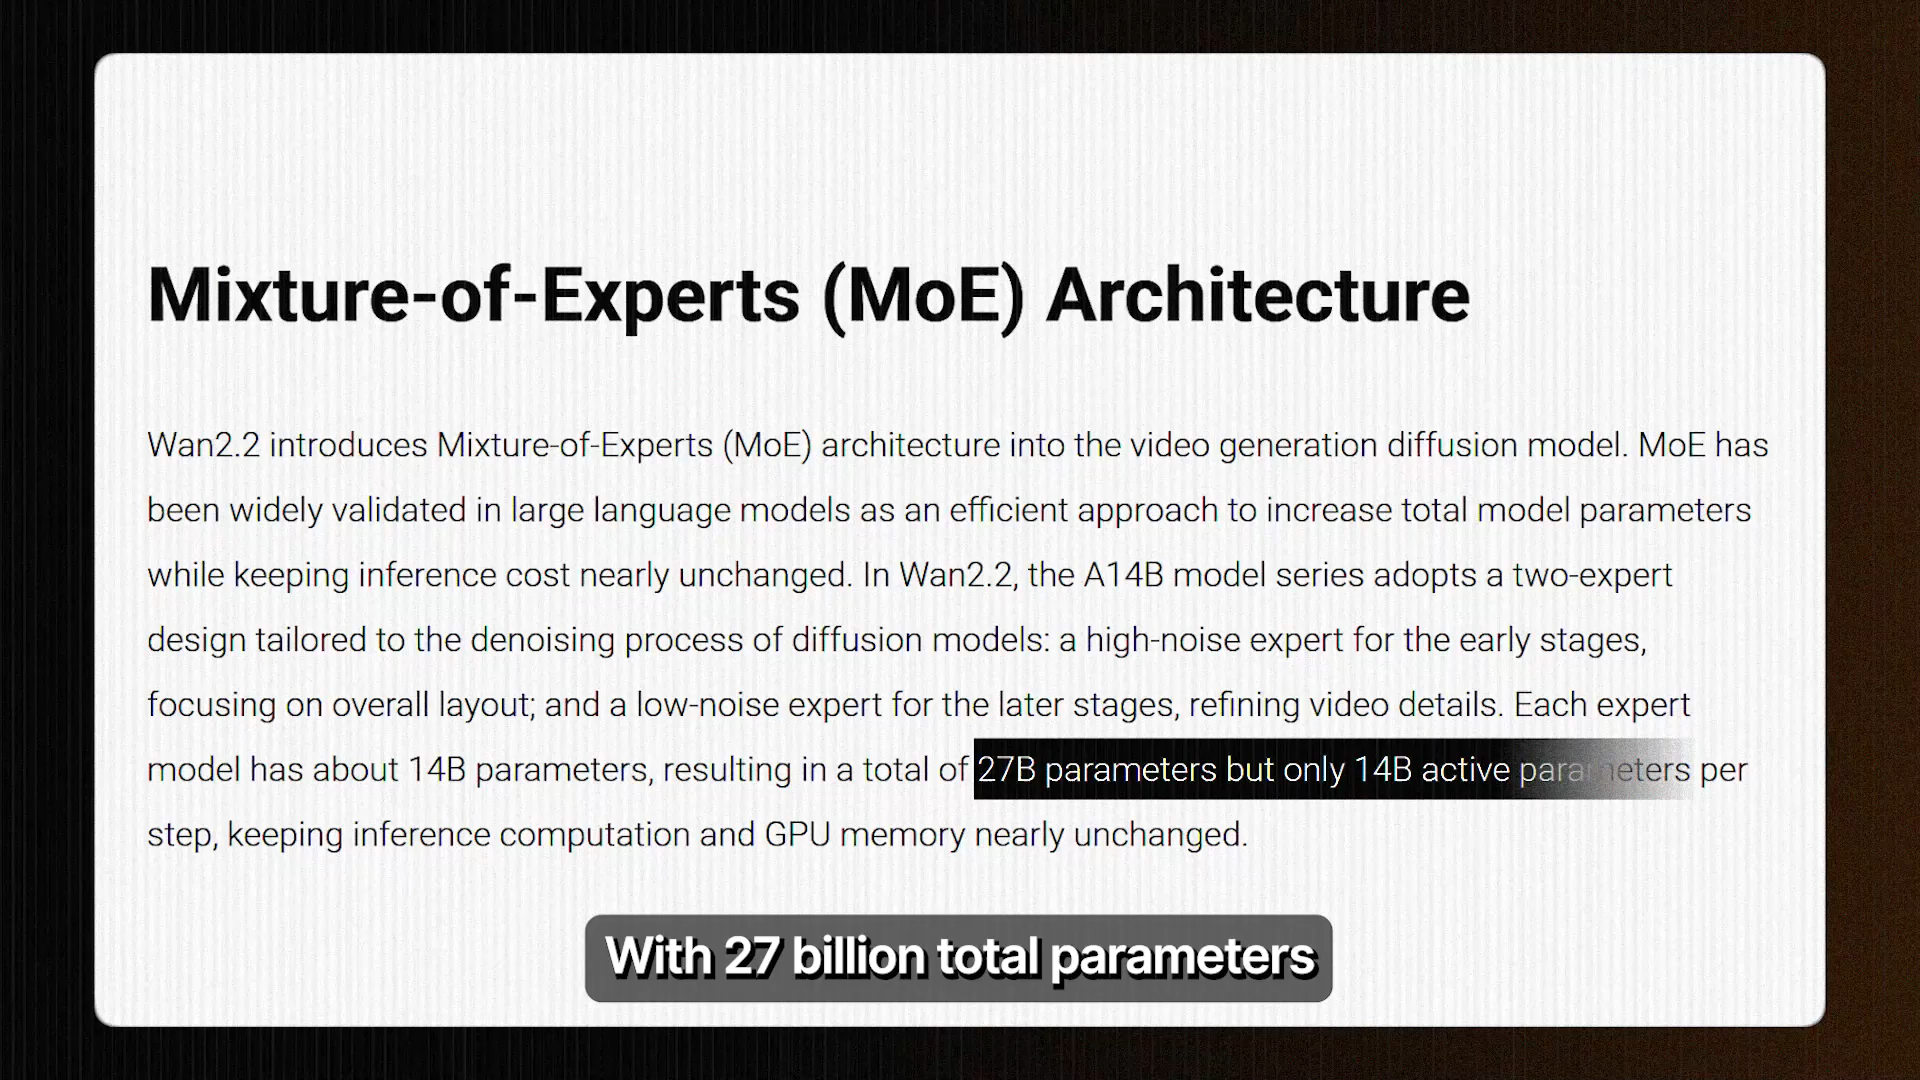 Mixture-of-Experts (MoE) Architecture
Wan2.2 introduces Mixture-of-Experts (MoE) architecture into the video generation diffusion model. MoE has
been widely validated in large language models as an efficient approach to increase total model parameters
while keeping inference cost nearly unchanged. In Wan2.2, the A14B model series adopts a two-expert
design tailored to the denoising process of diffusion models: a high-noise expert for the early stages,
focusing on overall layout; and a low-noise expert for the later stages, refining video details. Each expert
model has about 14B parameters, resulting in a total of 27B parameters but only 14B active parameters per
step, keeping inference computation and GPU memory nearly unchanged.
With 27 billion total parameters